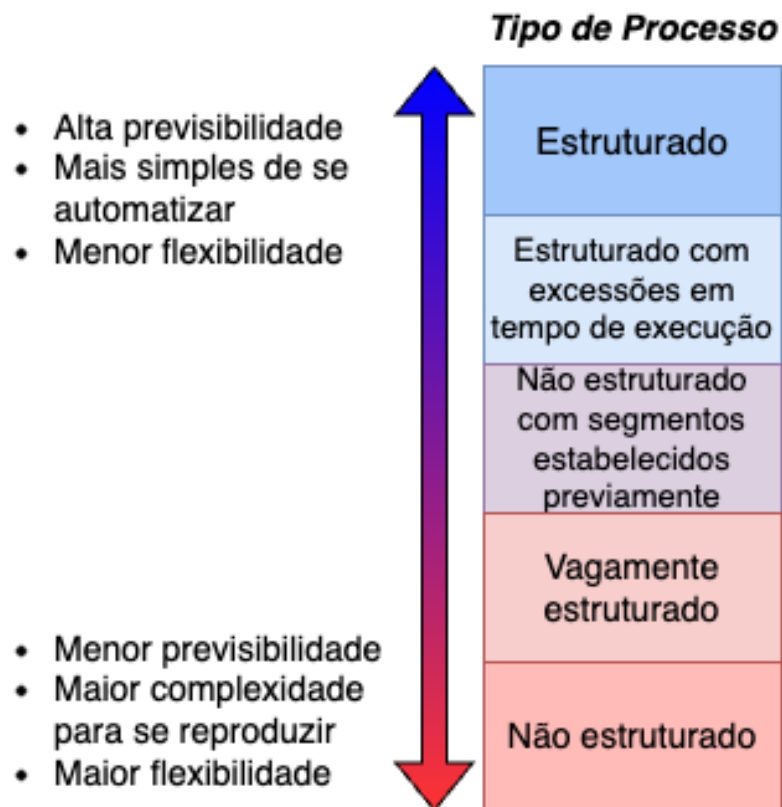 Tipo de Processo
• Alta previsibilidade
• Mais simples de se
automatizar
• Menor flexibilidade
Estruturado
Estruturado com
excessões em
tempo de execução
Não estruturado
com segmentos
estabelecidos
previamente
Vagamente
estruturado
• Menor previsibilidade
• Maior complexidade
para se reproduzir
• Maior flexibilidade
Não estruturado